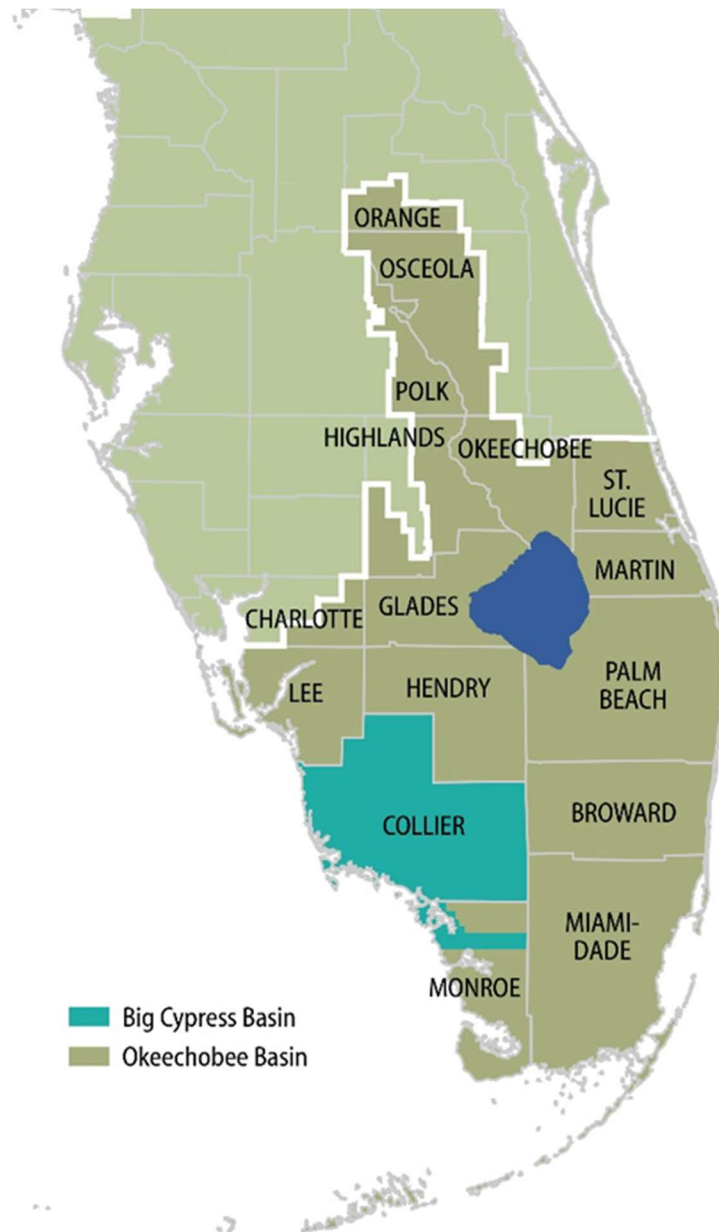 ORANGE
OSCEOLA
POLK
HIGHLANDS
OKEECHOBEE
ST.
LUCIE
MARTIN
CHARLOTTE
GLADES
PALM
BEACH
LEE
HENDRY
COLLIER
BROWARD
MIAMI-
DADE
MONROE
Big Cypress Basin
Okeechobee Basin